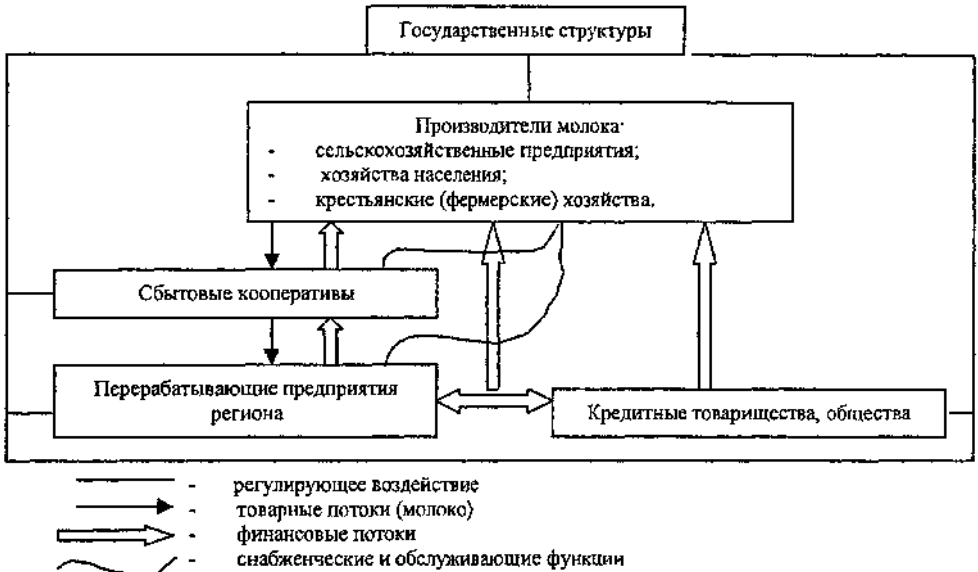 Государственные структуры
Производители молока:
- сельскохозяйственные предприятия;
- хозяйства населения;
- крестьянские (фермерские) хозяйства.
Сбытовые кооперативы
Перерабатывающие предприятия
региона
Кредитные товарищества, общества
- регулирующее воздействие
- товарные потоки (молоко)
- финансовые потоки
- снабженческие и обслуживающие функции